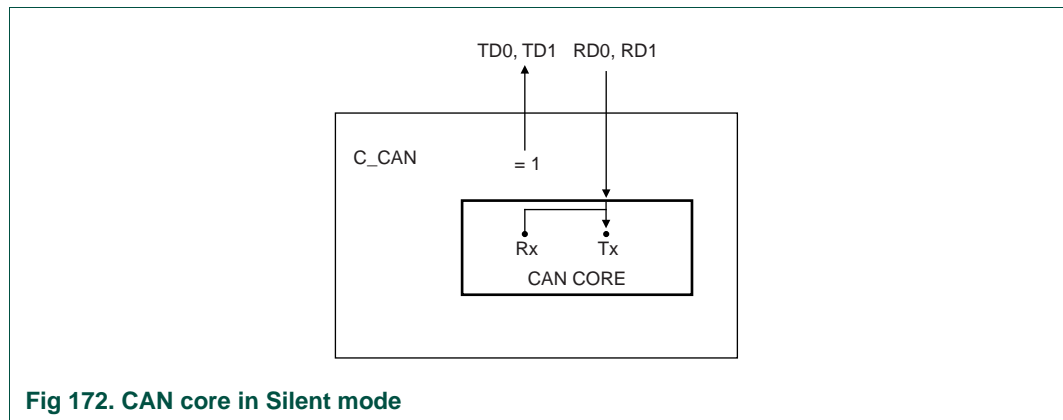 TD0, TD1 RD0, RD1
C_CAN
= 1
Rx Tx
CAN CORE
Fig 172. CAN core in Silent mode